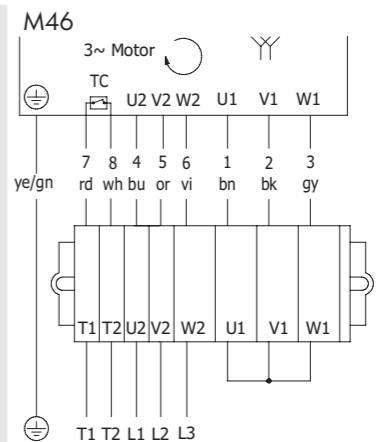 M46
3~ Motor
TC
U2 V2 W2 U1 V1 W1
7 8 4 5 6 1 2 3
ye/gn rd wh bu or vi bn bk gy
T1 T2 U2 V2 W2 U1 V1 W1
T1 T2 L1 L2 L3